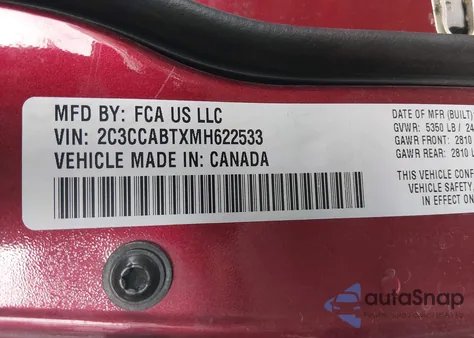 MFD BY: FCA US LLC
VIN: 2C3CCABTXMH622533
VEHICLE MADE IN: CANADA
DATE OF MFR (BUILT)
GVWR: 5350 LB / 24
GAWR FRONT: 2810
GAWR REAR: 2810 L
THIS VEHICLE CONF
VEHICLE SAFETY,
IN EFFECT ON
autoSnap